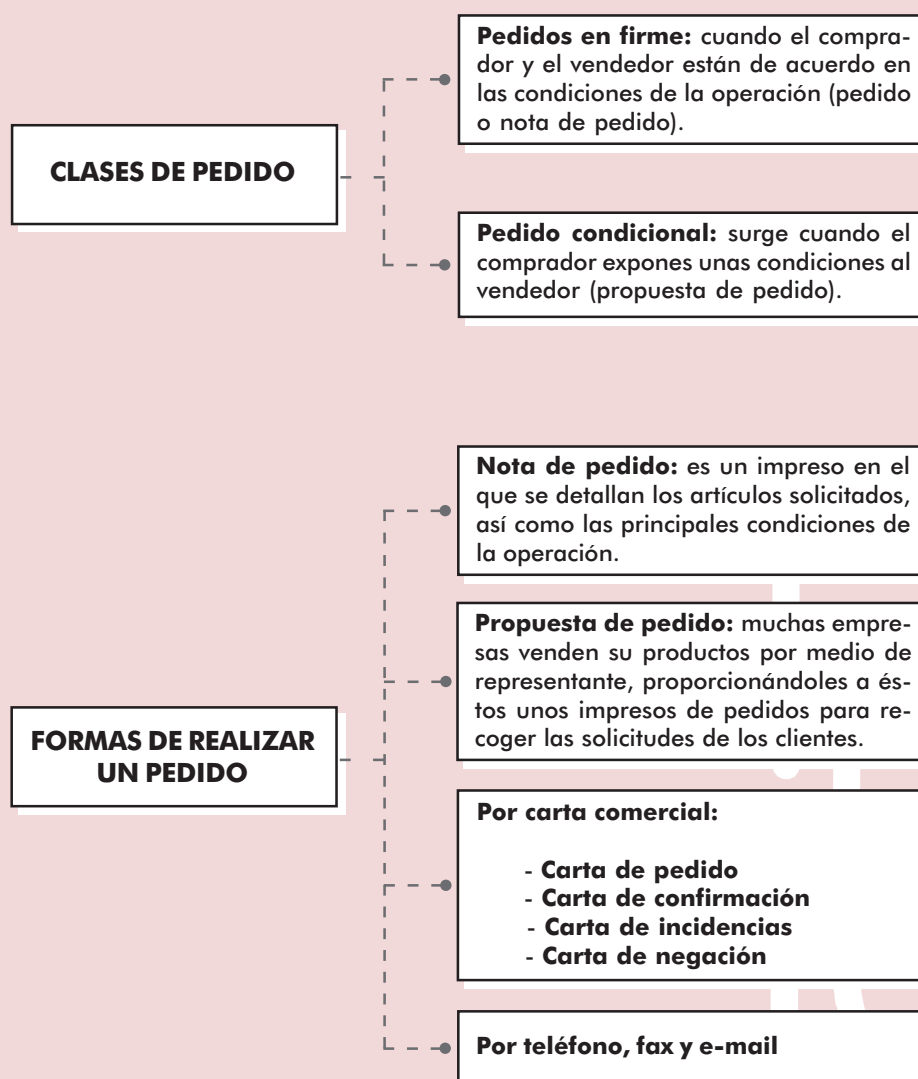 CLASES DE PEDIDO
Pedidos en firme: cuando el compra-
dor y el vendedor están de acuerdo en
las condiciones de la operación (pedido
o nota de pedido).
Pedido condicional: surge cuando el
comprador expones unas condiciones al
vendedor (propuesta de pedido).
FORMAS DE REALIZAR
UN PEDIDO
Nota de pedido: es un impreso en el
que se detallan los artículos solicitados,
así como las principales condiciones de
la operación.
Propuesta de pedido: muchas empre-
sas venden su productos por medio de
representante, proporcionándoles a és-
tos unos impresos de pedidos para re-
coger las solicitudes de los clientes.
Por carta comercial:
- Carta de pedido
- Carta de confirmación
- Carta de incidencias
- Carta de negación
Por teléfono, fax y e-mail